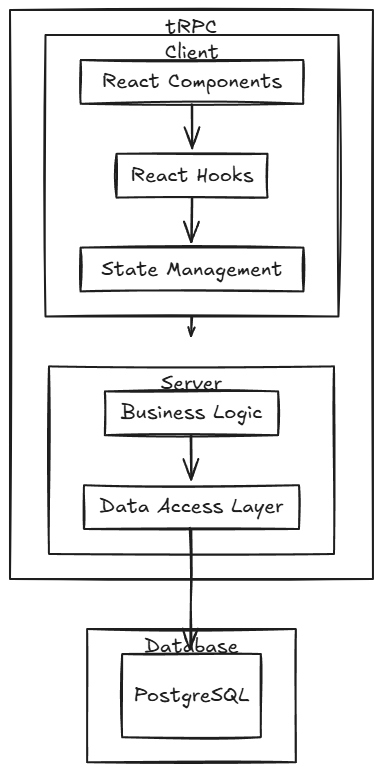 tRPC
Client
React Components
React Hooks
State Management
Server
Business Logic
Data Access Layer
Database
PostgreSQL